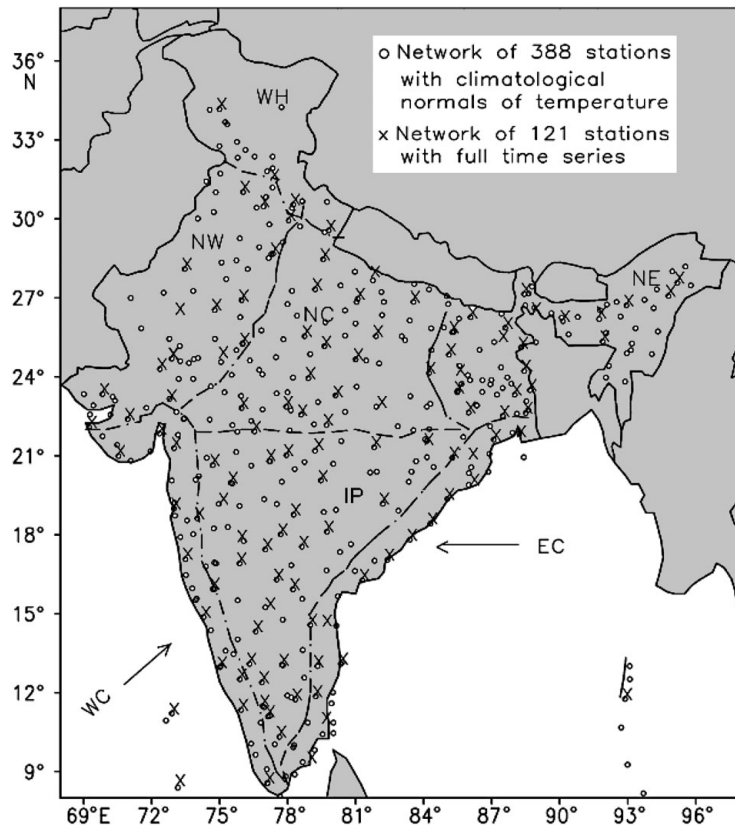 36°
N
33°
30°
27°
24°
21°
18°
15°
12°
9°
o Network of 388 stations
with climatological
normals of temperature
x Network of 121 stations
with full time series
WH
NW
NC
NE
IP
EC
WC
69°E 72° 75° 78° 81° 84° 87° 90° 93° 96°